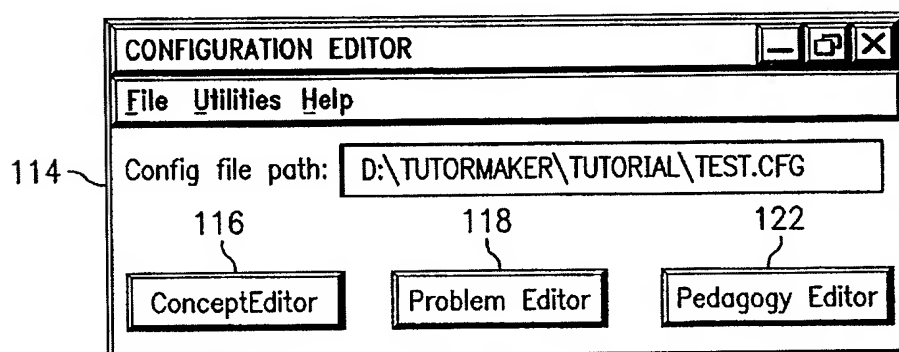 CONFIGURATION EDITOR
File Utilities Help
114 Config file path: D:\TUTORMAKER\TUTORIAL\TEST.CFG
116 118 122
ConceptEditor Problem Editor Pedagogy Editor